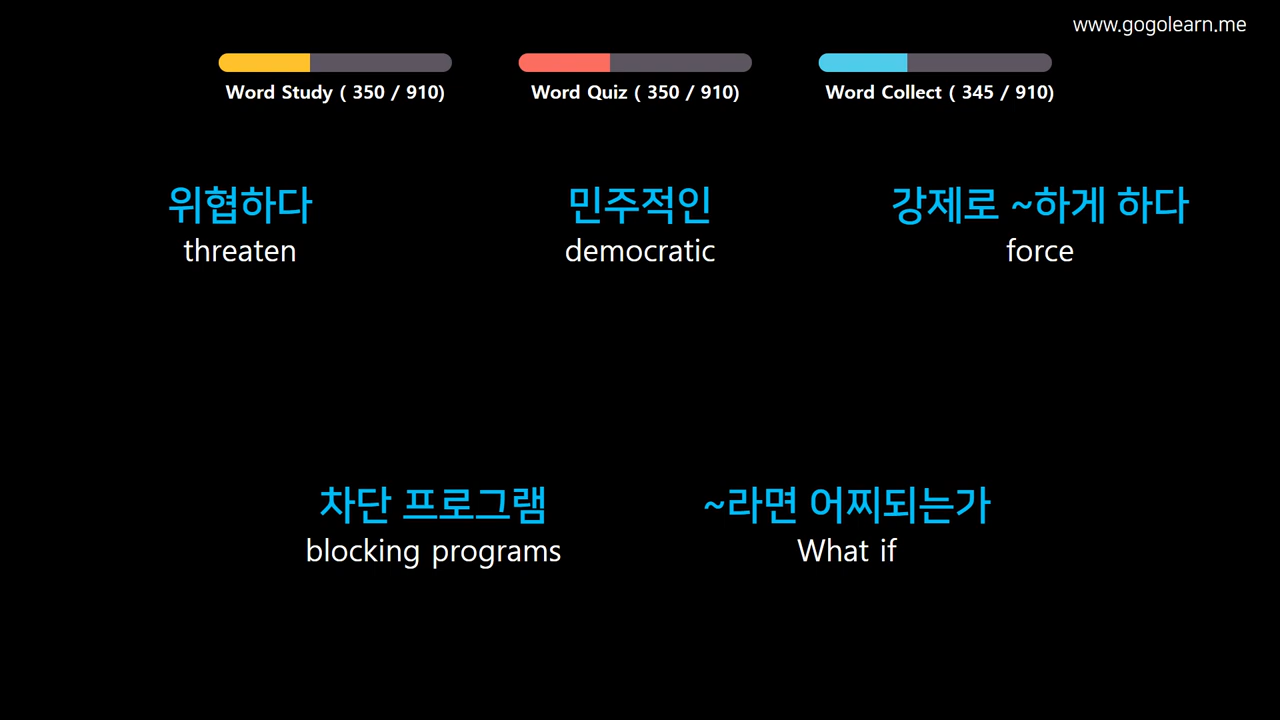 www.gogolearn.me
Word Study ( 350 / 910)
Word Quiz ( 350 / 910)
Word Collect ( 345 / 910)
위협하다
threaten
민주적인
democratic
강제로 ~하게 하다
force
차단 프로그램
blocking programs
~라면 어찌되는가
What if